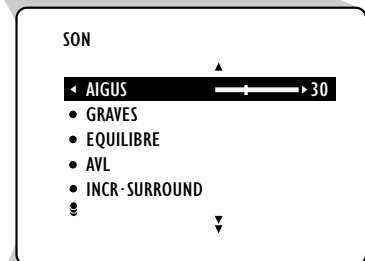 SON
AIGUS 30
GRAVES
EQUILIBRE
AVL
INCR·SURROUND